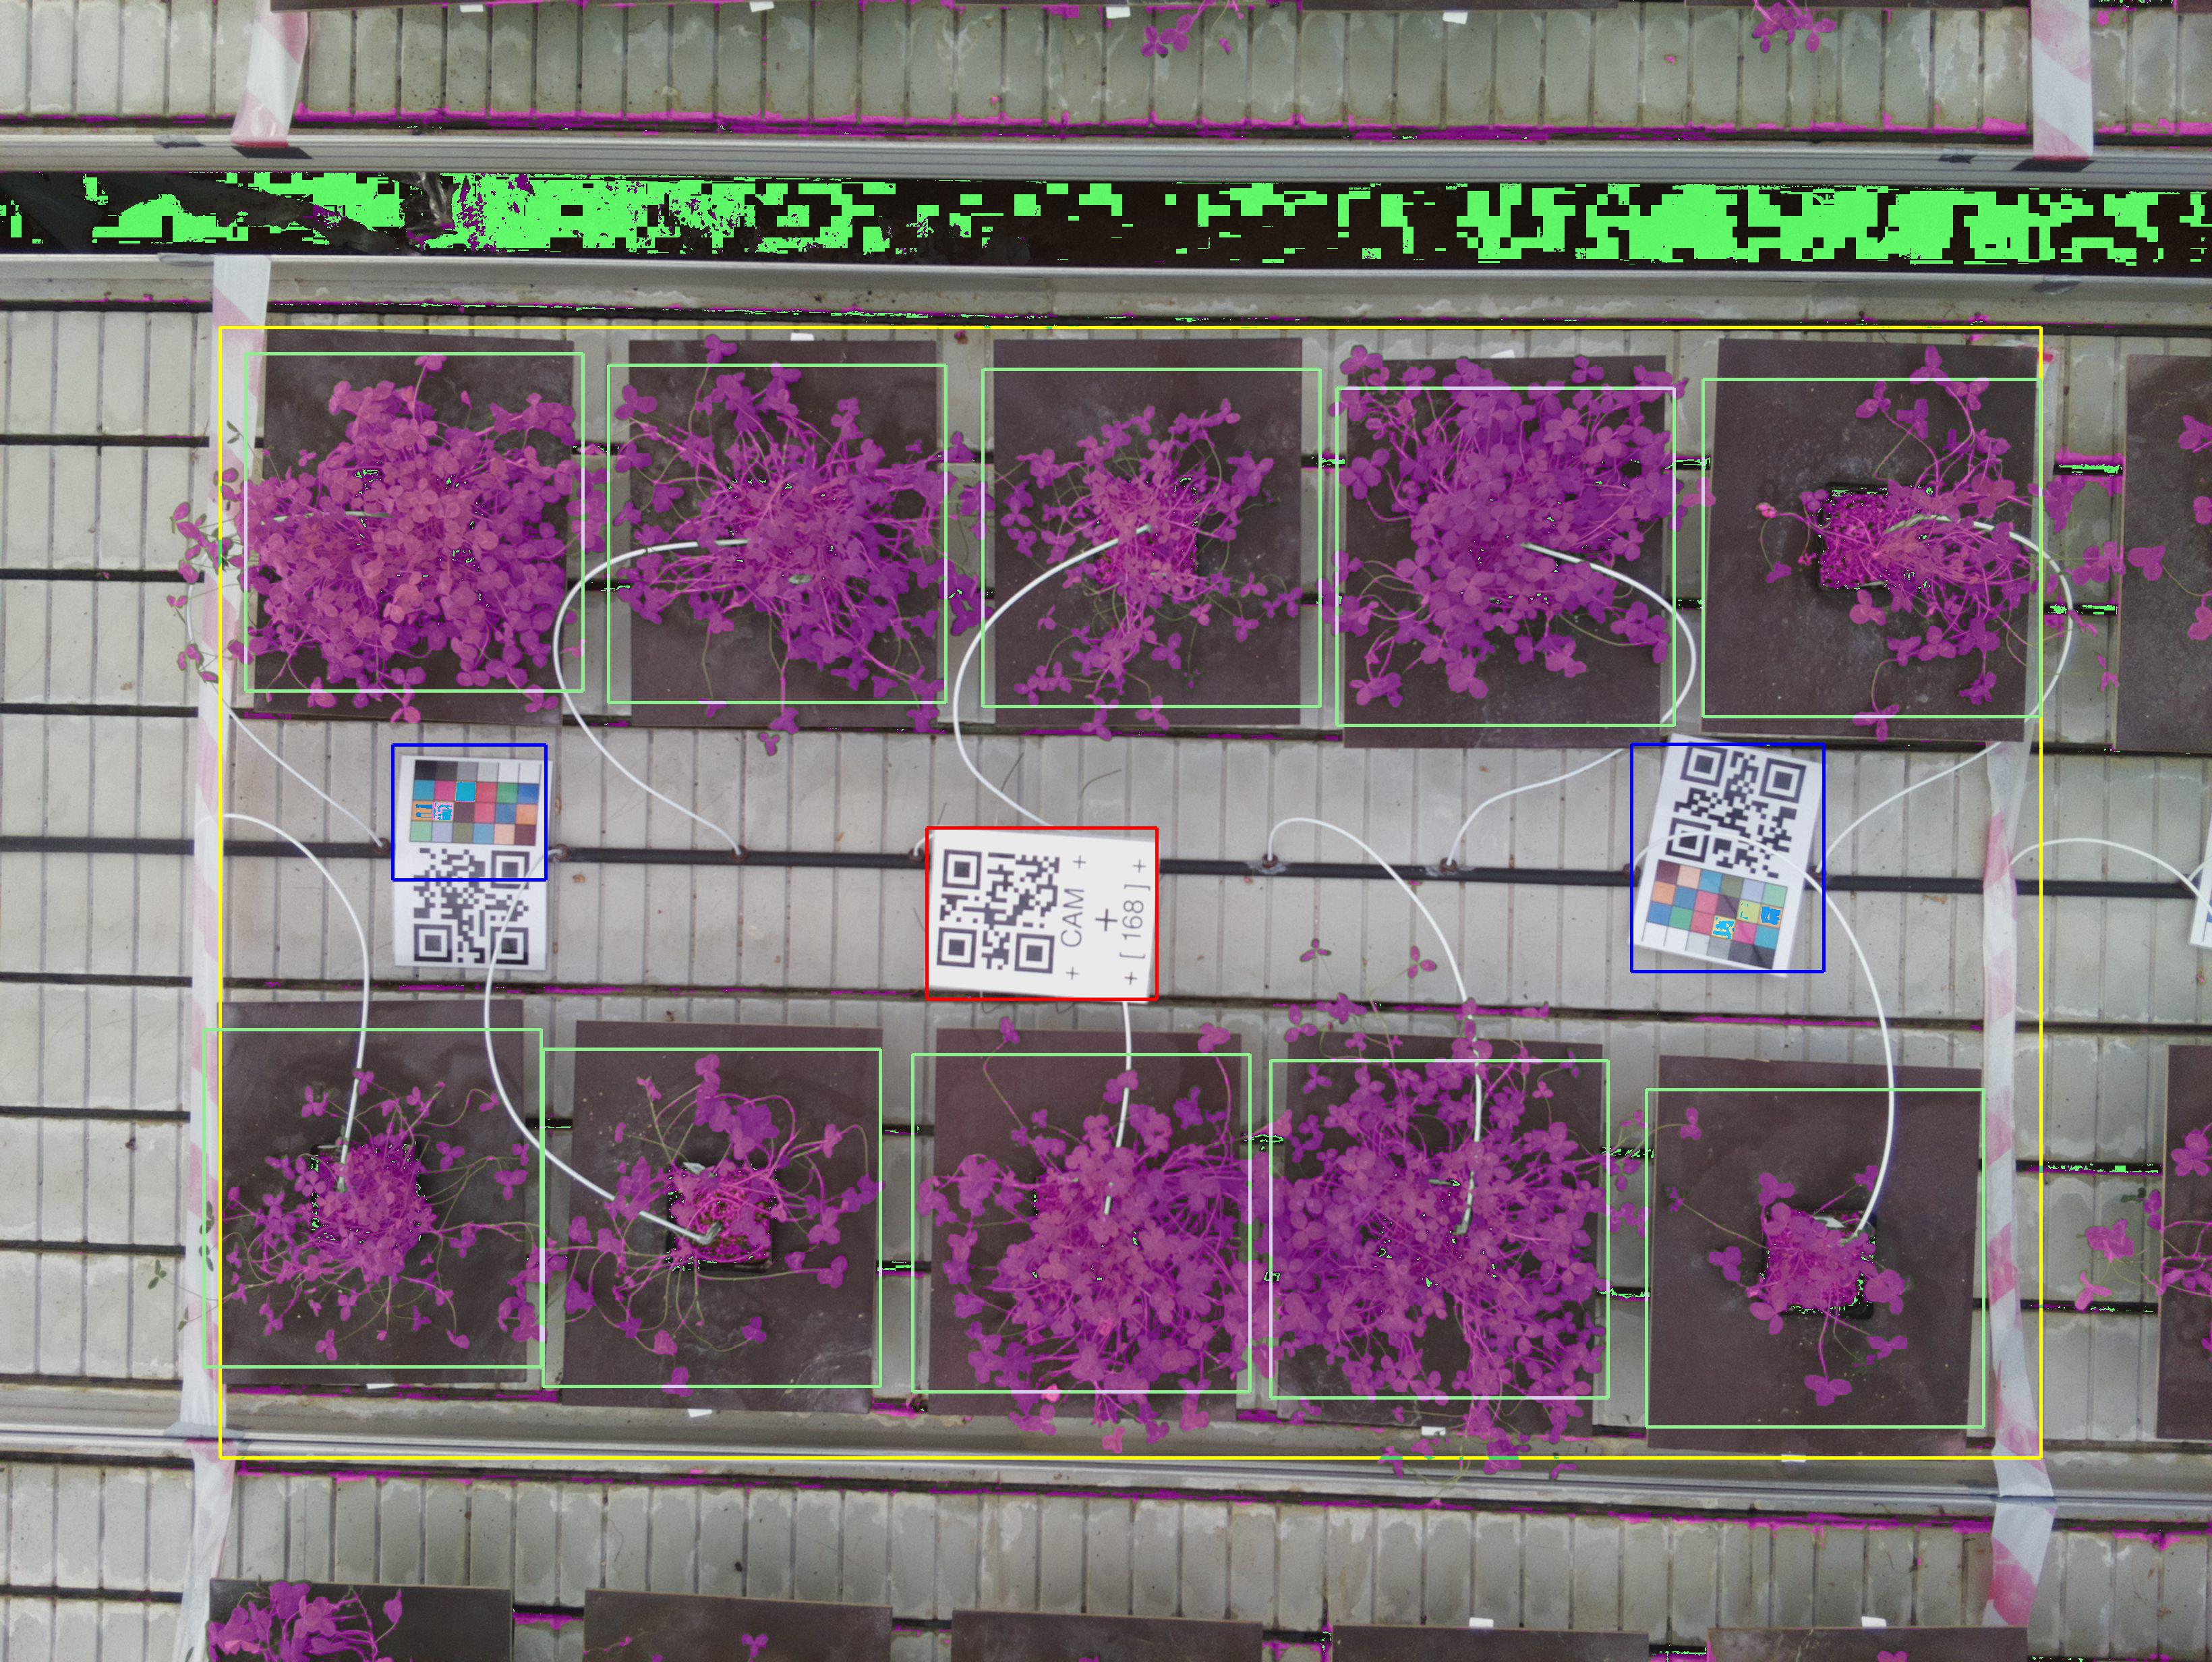 + CAM +
+
+ [ 168 ] +